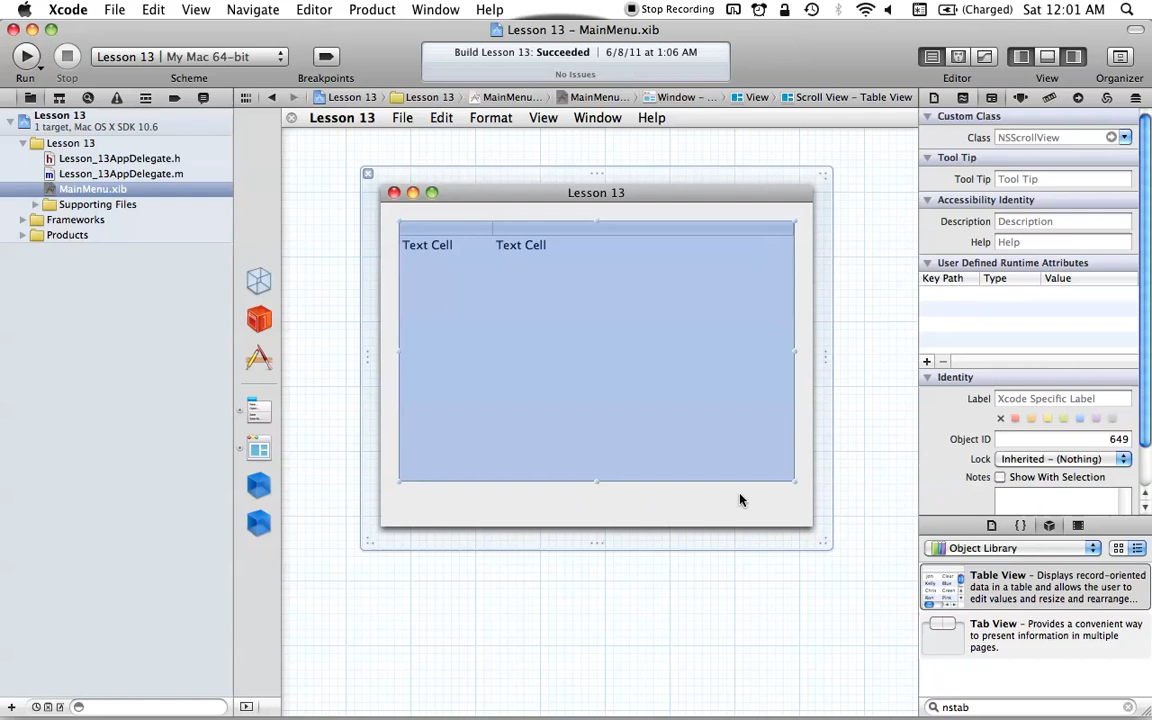 Xcode File Edit View Navigate Editor Product Window Help Stop Recording (Charged) Sat 12:01 AM
Lesson 13 – MainMenu.xib
Lesson 13 | My Mac 64-bit
Build Lesson 13: Succeeded | 6/8/11 at 1:06 AM
No Issues
Run Stop Scheme Breakpoints Editor View Organizer
Lesson 13 Lesson 13 MainMenu... MainMenu... Window – ... View Scroll View – Table View
Lesson 13
1 target, Mac OS X SDK 10.6
Lesson 13
Lesson_13AppDelegate.h
Lesson_13AppDelegate.m
MainMenu.xib
Supporting Files
Frameworks
Products
Lesson 13 File Edit Format View Window Help
Lesson 13
Text Cell Text Cell
Custom Class
Class NSScrollView
Tool Tip
Tool Tip Tool Tip
Accessibility Identity
Description Description
Help Help
User Defined Runtime Attributes
Key Path Type Value
Identity
Label Xcode Specific Label
Object ID 649
Lock Inherited – (Nothing)
Notes Show With Selection
Object Library
Table View – Displays record-oriented
data in a table and allows the user to
edit values and resize and rearrange...
Tab View – Provides a convenient way
to present information in multiple
pages.
nstab